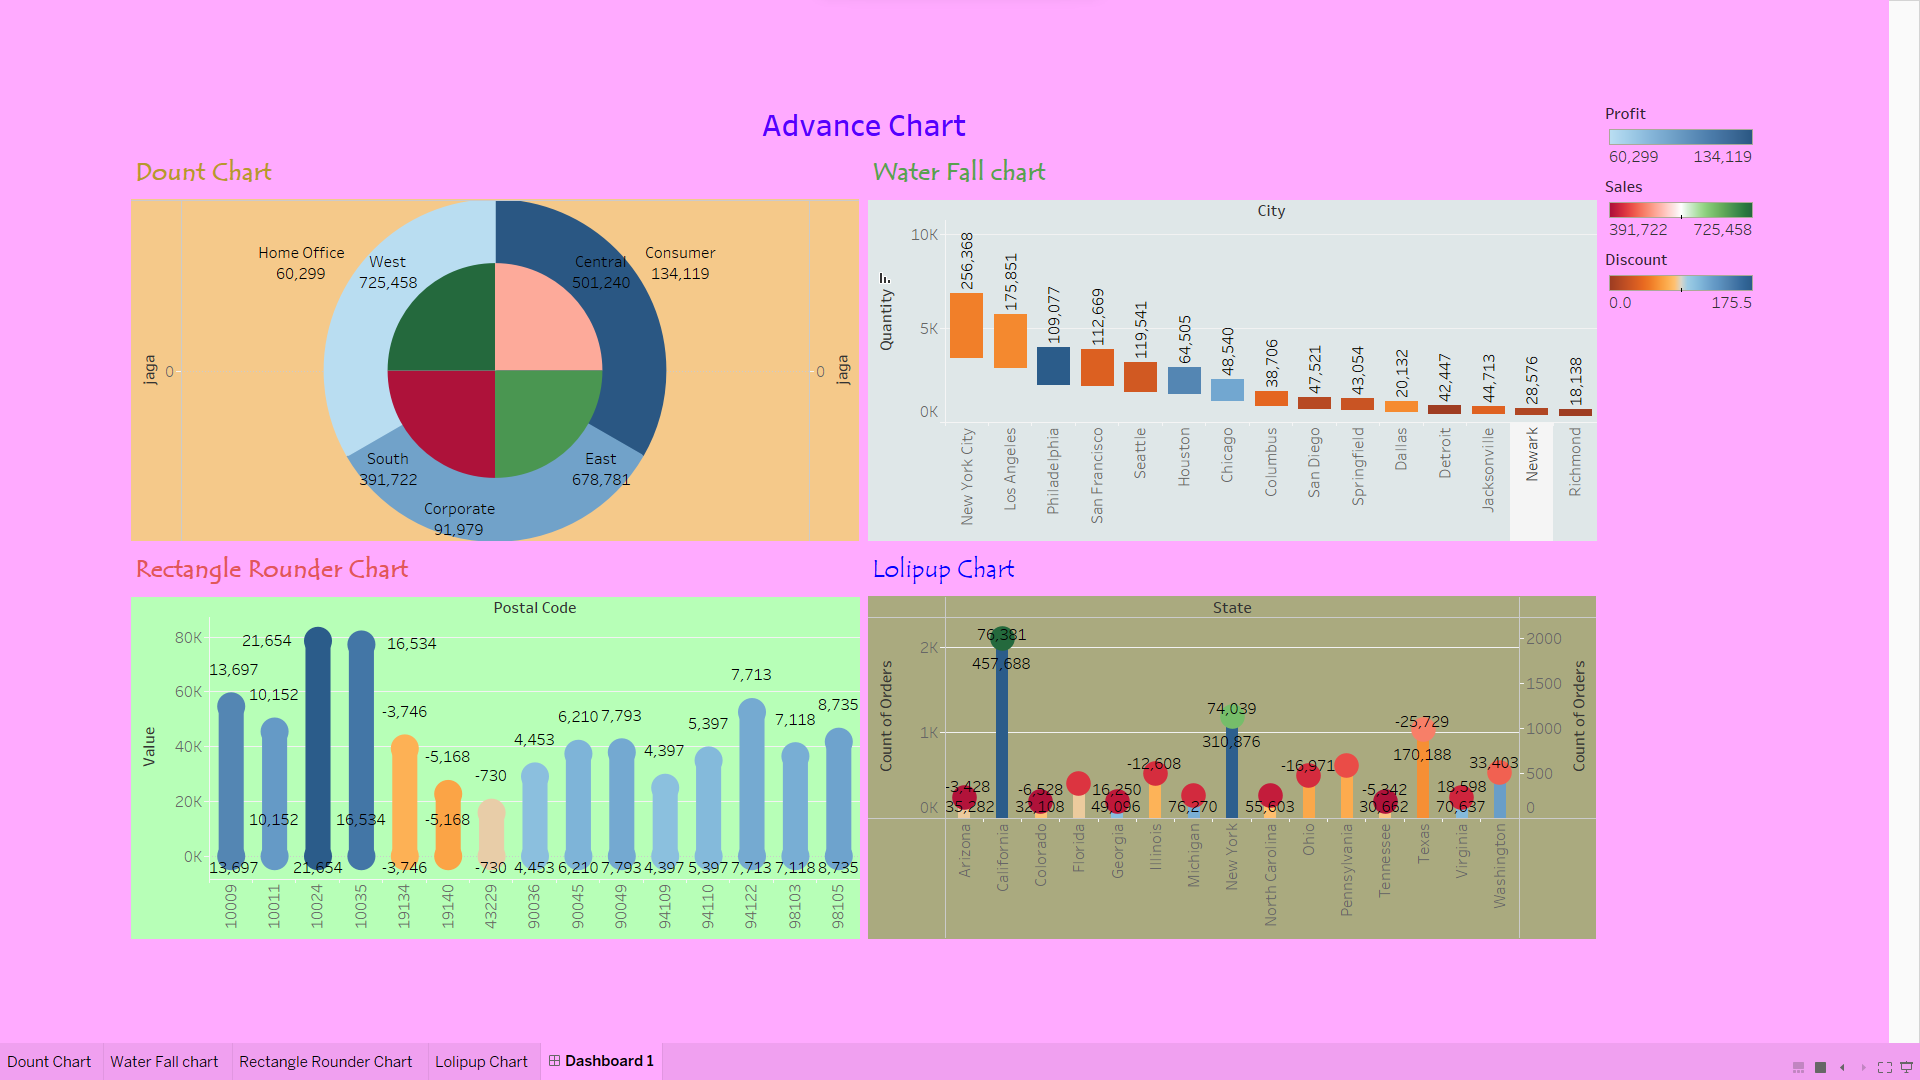 Advance Chart
Dount Chart
Home Office
60,299
West
725,458
Central
501,240
Consumer
134,119
jaga
0
0
jaga
South
391,722
East
678,781
Corporate
91,979
Water Fall chart
City
Quantity
10K
5K
0K
256,368
175,851
109,077
112,669
119,541
64,505
48,540
38,706
47,521
43,054
20,132
42,447
44,713
28,576
18,138
New York City
Los Angeles
Philadelphia
San Francisco
Seattle
Houston
Chicago
Columbus
San Diego
Springfield
Dallas
Detroit
Jacksonville
Newark
Richmond
Profit
60,299 134,119
Sales
391,722 725,458
Discount
0.0 175.5
Rectangle Rounder Chart
Postal Code
Value
80K
60K
40K
20K
0K
13,697
10,152
21,654
16,534
-3,746
-5,168
-730
4,453
6,210
7,793
4,397
5,397
7,713
7,118
8,735
10,152
16,534
-5,168
13,697
21,654
-3,746
-730
4,453
6,210
7,793
4,397
5,397
7,713
7,118
8,735
10009
10011
10024
10035
19134
19140
43229
90036
90045
90049
94109
94110
94122
98103
98105
Lolipup Chart
State
Count of Orders
2K
1K
0K
76,381
457,688
74,039
310,876
-25,729
170,188
-3,428
35,282
-6,528
32,108
16,250
49,096
-12,608
76,270
55,603
-16,971
-5,342
30,662
18,598
70,637
33,403
2000
1500
1000
500
0
Count of Orders
Arizona
California
Colorado
Florida
Georgia
Illinois
Michigan
New York
North Carolina
Ohio
Pennsylvania
Tennessee
Texas
Virginia
Washington
Dount Chart
Water Fall chart
Rectangle Rounder Chart
Lolipup Chart
Dashboard 1